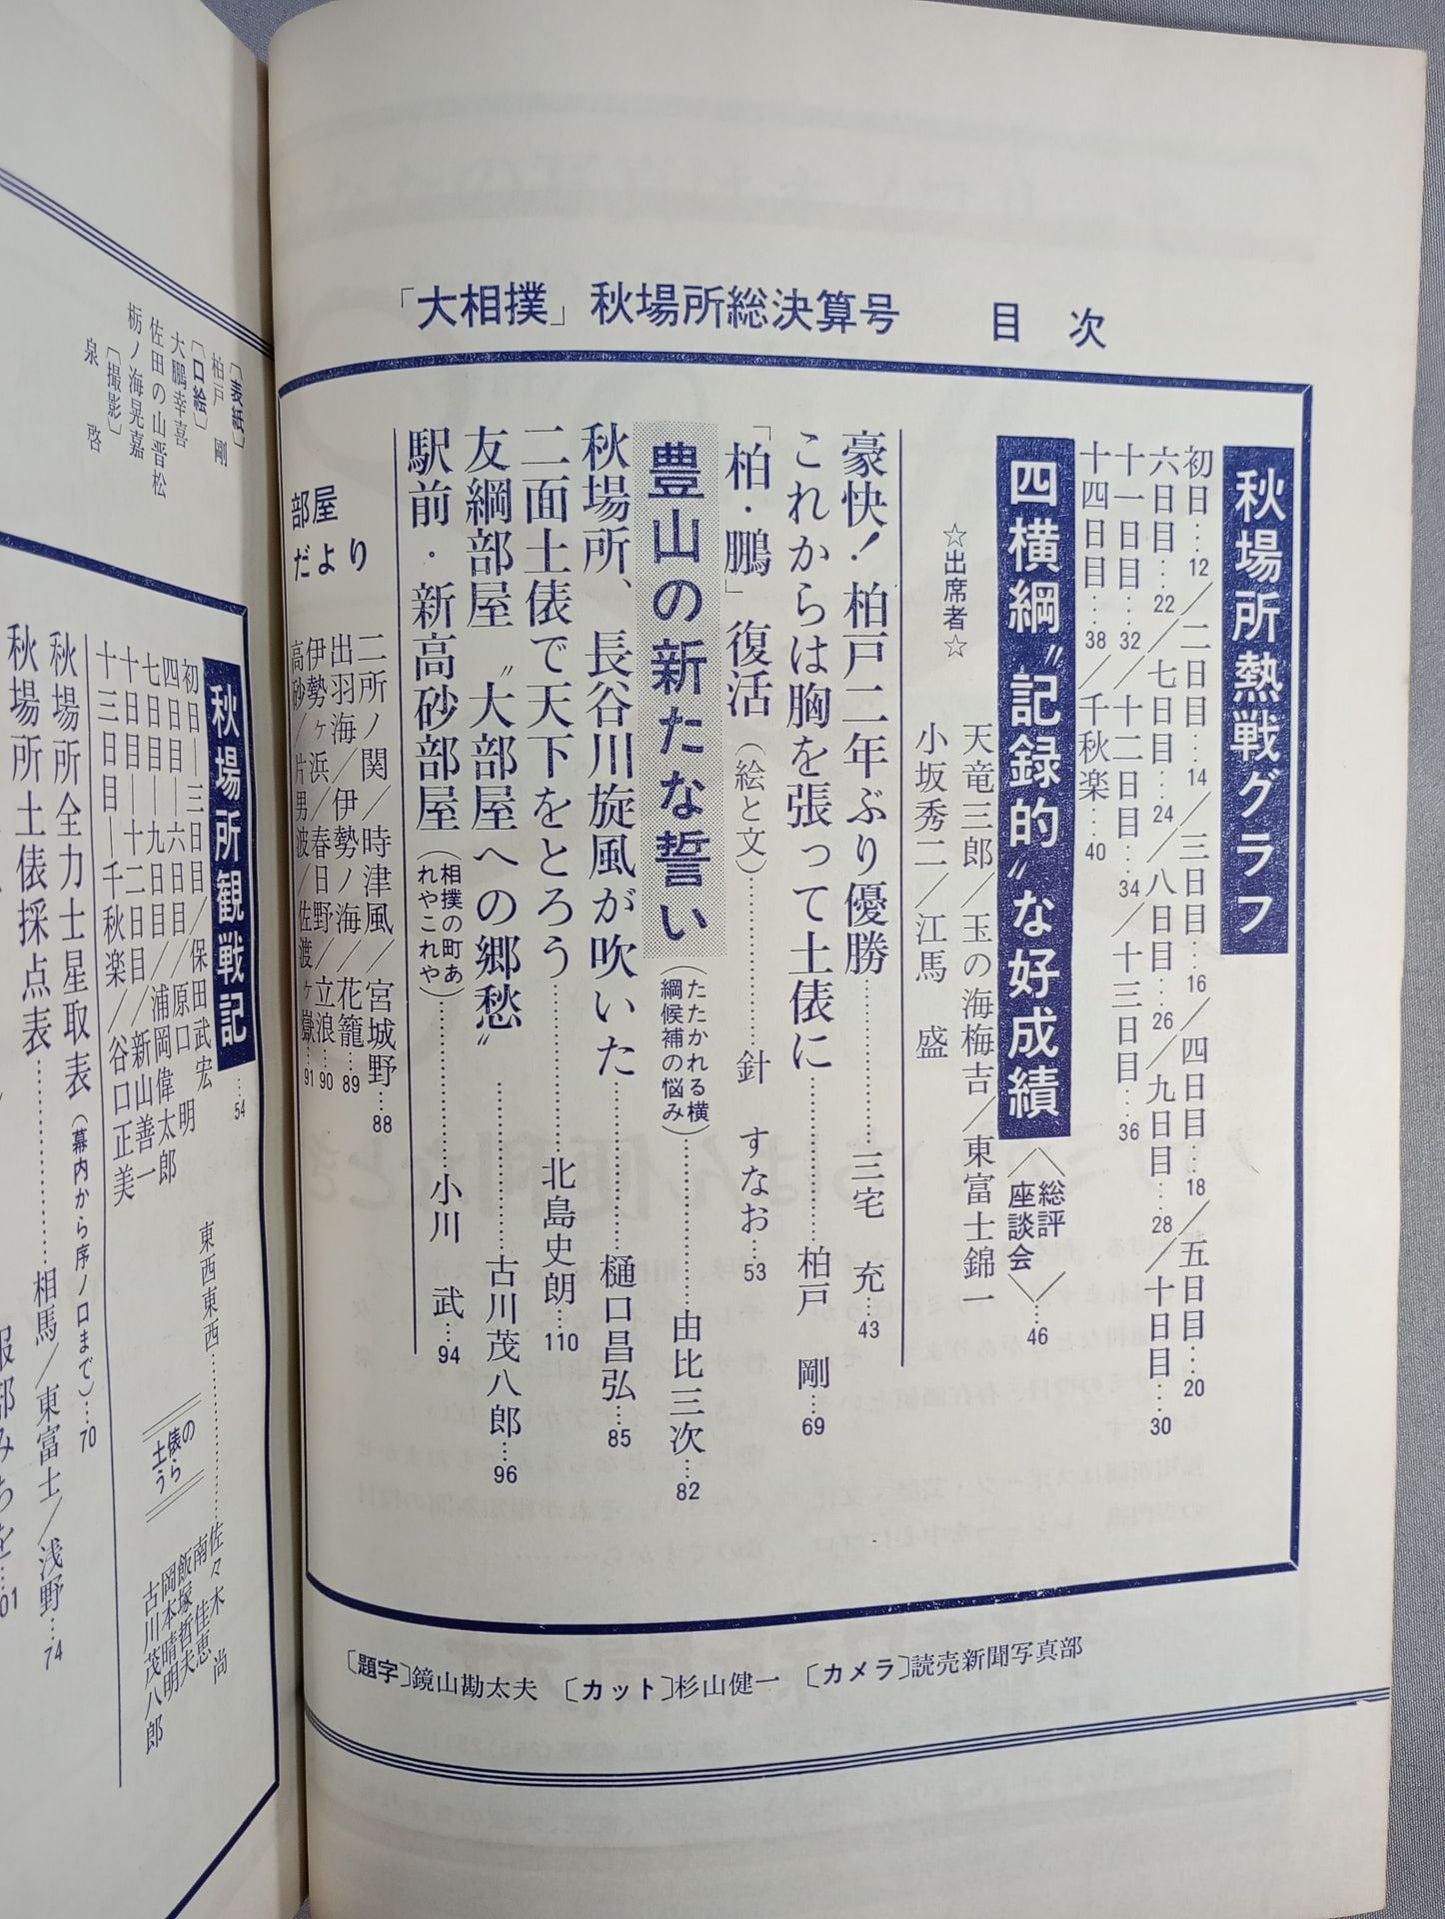 「大相撲」秋場所総決算号　目次
秋場所熱戦グラフ
初日…12／二日目…14／三日目…16／四日目…18／五日目…20
六日目…22／七日目…24／八日目…26／九日目…28／十日目…30
十一日目…32／十二日目…34／十三日目…36
十四日目…38／千秋楽…40
四横綱〝記録的〟な好成績〈総評座談会〉…46
☆出席者☆
天竜三郎／玉の海梅吉／東富士錦一／
小坂秀二／江馬　盛
豪快！柏戸二年ぶり優勝……三宅　充…43
これからは胸を張って土俵に……柏戸　剛…69
「柏・鵬」復活（絵と文）……針　すなお…53
豊山の新たな誓い（たたかれる横綱候補の悩み）……由比三次…82
秋場所、長谷川旋風が吹いた……樋口昌弘…85
二面土俵で天下をとろう……北島史朗…110
友綱部屋〝大部屋への郷愁〟……古川茂八郎…96
駅前・新高砂部屋（相撲の町あれやこれや）……小川　武…94
部屋だより
二所ノ関／時津風／宮城野…88
出羽海／伊勢ノ海／花籠…89
伊勢ヶ浜／春日野／立浪…90
高砂／片男波／佐渡ヶ嶽…91
〔題字〕鏡山勘太夫　〔カット〕杉山健一　〔カメラ〕読売新聞写真部
〔表紙〕
柏戸　剛
〔口絵〕
大鵬幸喜
佐田の山晋松
栃ノ海晃嘉
〔撮影〕
泉　啓
秋場所観戦記…54
初日―三日目／保田武宏
四日目―六日目／原口　明
七日目―九日目／浦岡偉太郎
十日目―十二日目／新山善一
十三日目―千秋楽／谷口正美
秋場所全力士星取表（幕内から序ノ口まで）…70
秋場所土俵採点表……相馬／東富士／浅野…74
東西東西……
佐々木　尚
南　佳恵
飯塚哲夫
岡本晴明
古川茂八郎
土俵のうら